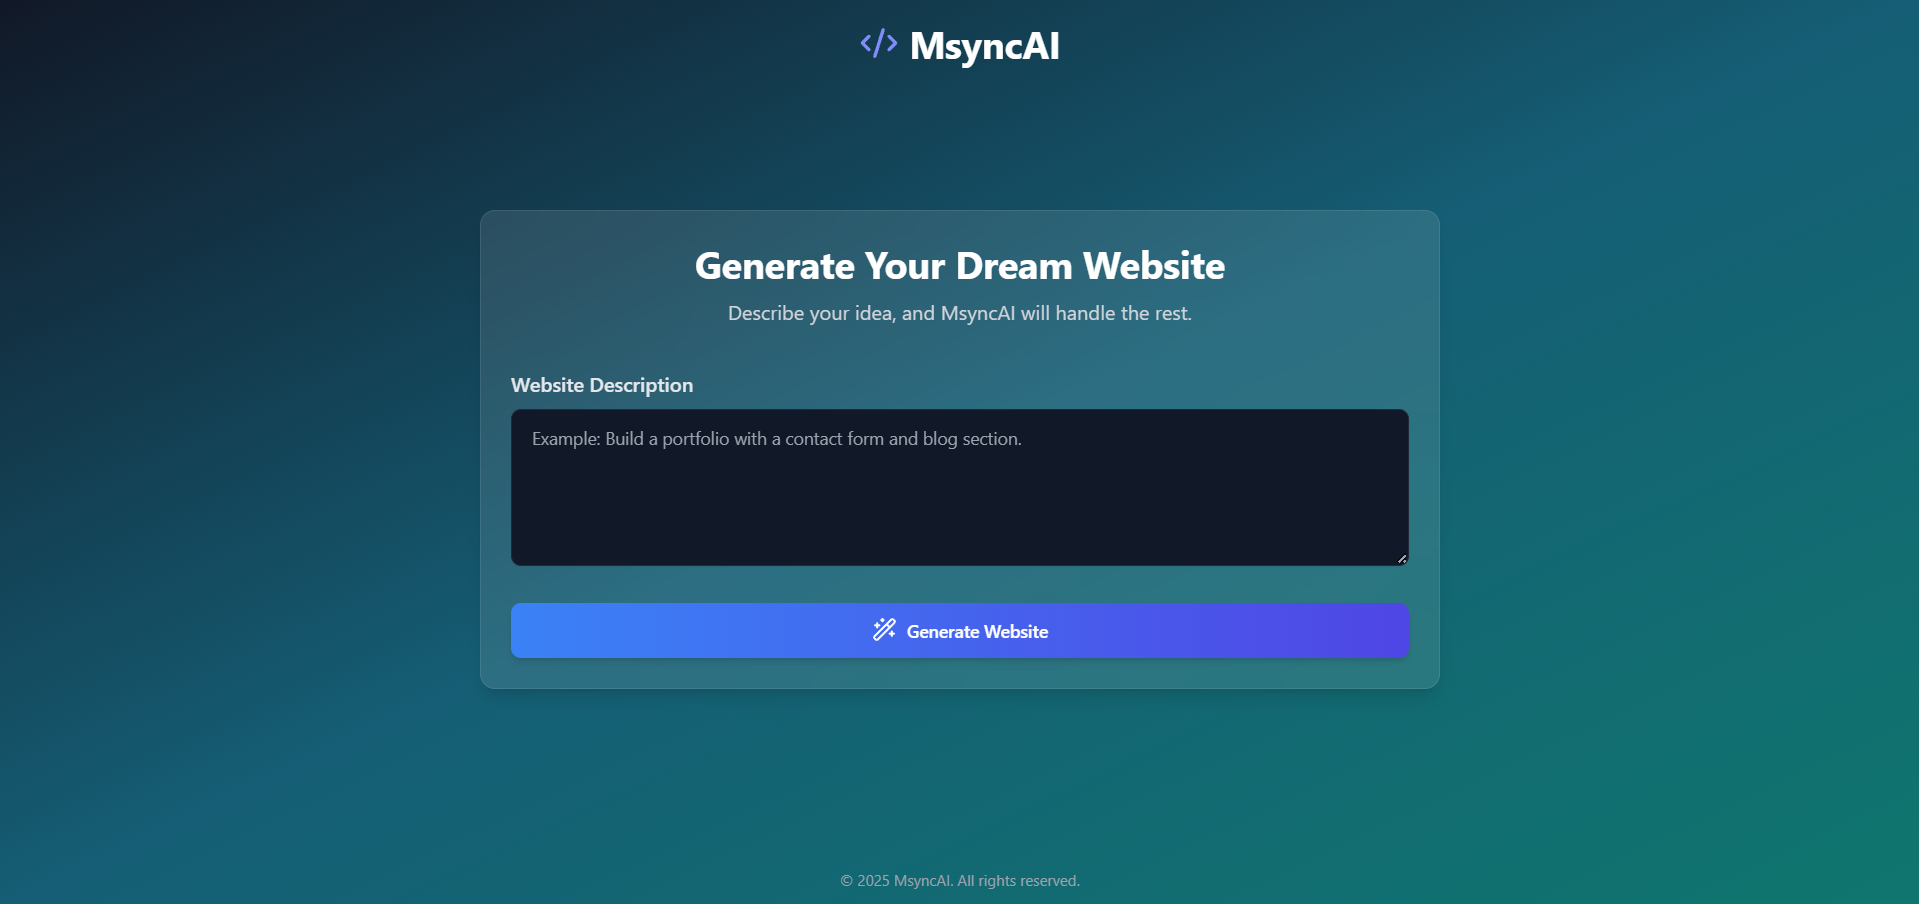 MsyncAI
Generate Your Dream Website
Describe your idea, and MsyncAI will handle the rest.
Website Description
Example: Build a portfolio with a contact form and blog section.
Generate Website
© 2025 MsyncAI. All rights reserved.